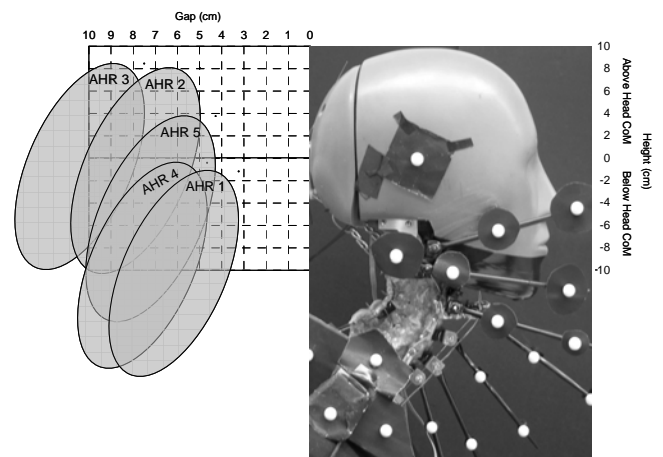 Gap (cm)
10 9 8 7 6 5 4 3 2 1 0
10
8
6
4
2
0
-2
-4
-6
-8
-10
Above Head CoM
Below Head CoM
Height (cm)
AHR 3
AHR 2
AHR 5
AHR 4
AHR 1